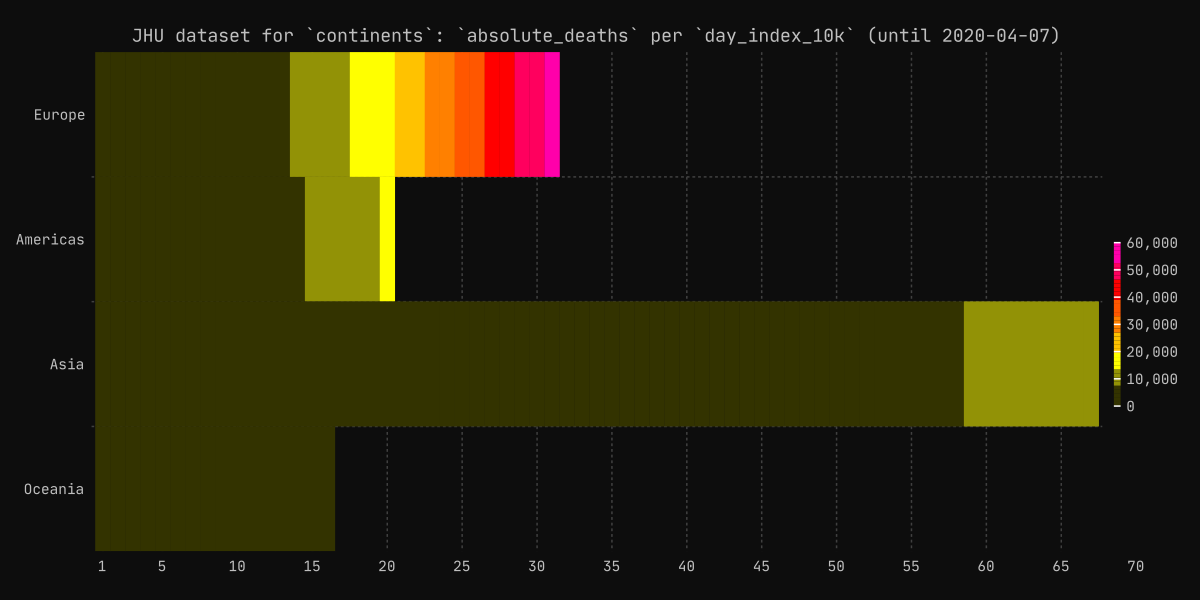 JHU dataset for `continents`: `absolute_deaths` per `day_index_10k` (until 2020-04-07)
Europe
Americas
Asia
Oceania
60,000
50,000
40,000
30,000
20,000
10,000
0
1 5 10 15 20 25 30 35 40 45 50 55 60 65 70